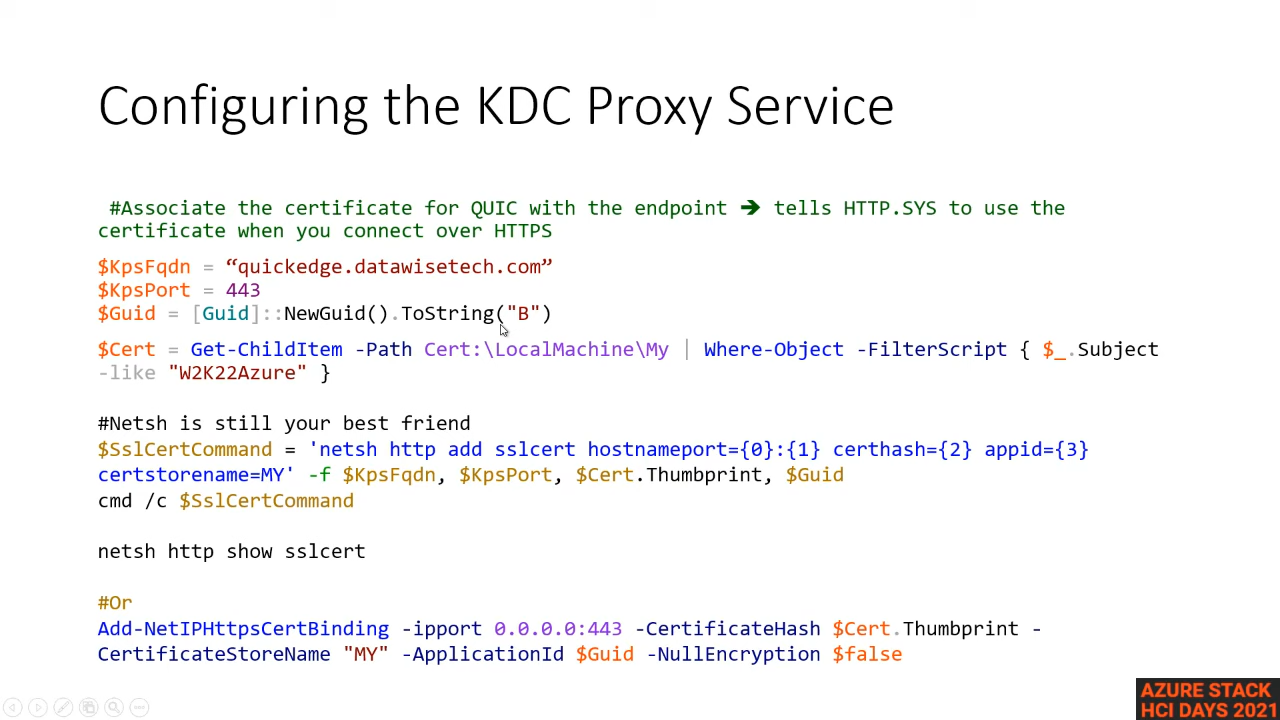 Configuring the KDC Proxy Service
#Associate the certificate for QUIC with the endpoint 🡺 tells HTTP.SYS to use the
certificate when you connect over HTTPS
$KpsFqdn = “quickedge.datawisetech.com”
$KpsPort = 443
$Guid = [Guid]::NewGuid().ToString("B")
$Cert = Get-ChildItem -Path Cert:\LocalMachine\My | Where-Object -FilterScript { $_.Subject
-like "W2K22Azure" }
#Netsh is still your best friend
$SslCertCommand = 'netsh http add sslcert hostnameport={0}:{1} certhash={2} appid={3}
certstorename=MY' -f $KpsFqdn, $KpsPort, $Cert.Thumbprint, $Guid
cmd /c $SslCertCommand
netsh http show sslcert
#Or
Add-NetIPHttpsCertBinding -ipport 0.0.0.0:443 -CertificateHash $Cert.Thumbprint -
CertificateStoreName "MY" -ApplicationId $Guid -NullEncryption $false
AZURE STACK
HCI DAYS 2021